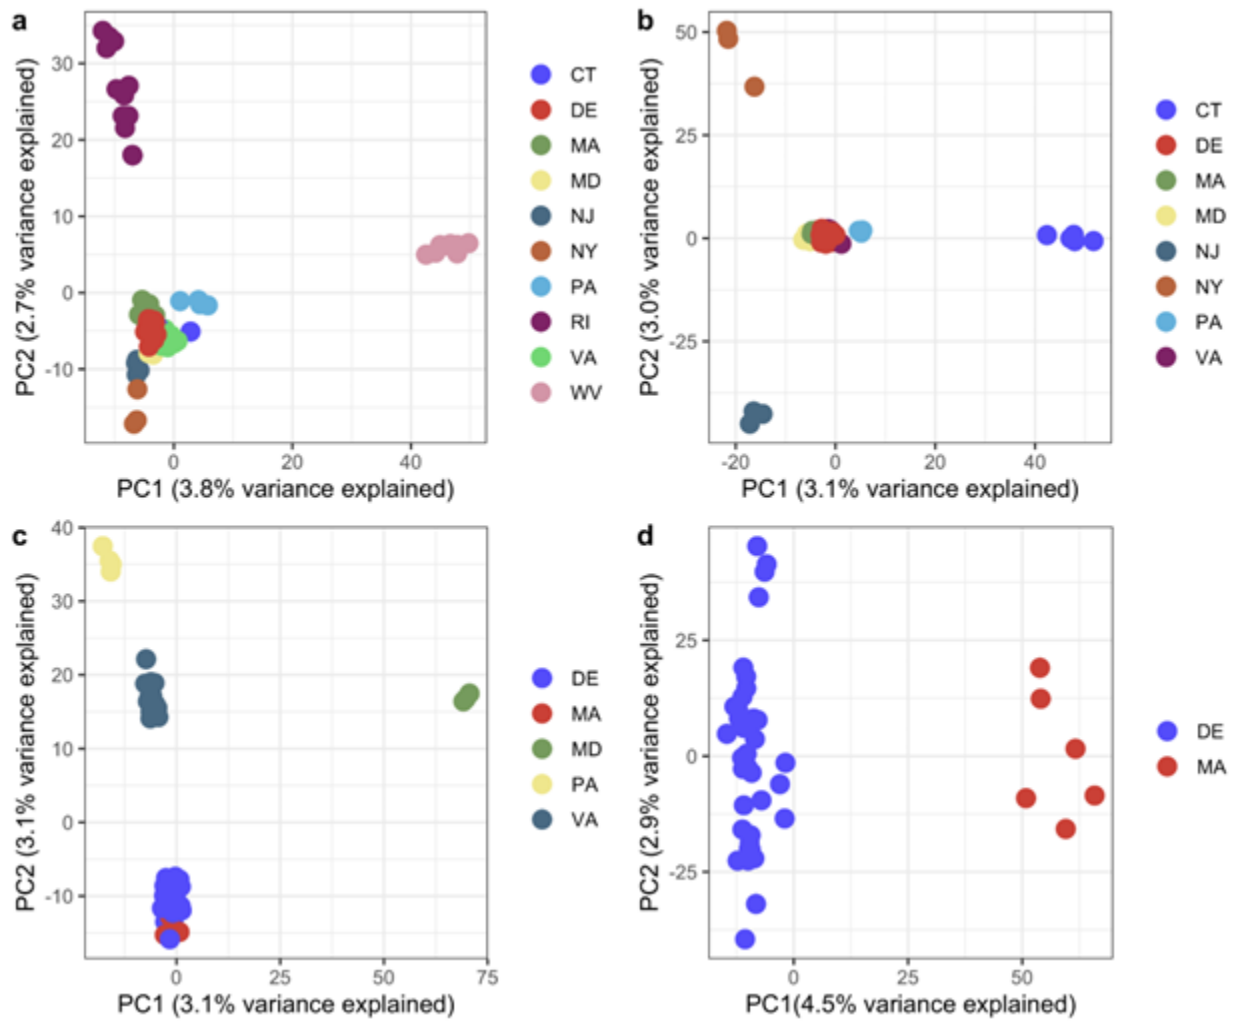 a
PC2 (2.7% variance explained)
30
20
10
0
-10
0
20
40
PC1 (3.8% variance explained)
CT
DE
MA
MD
NJ
NY
PA
RI
VA
WV
b
PC2 (3.0% variance explained)
50
25
0
-25
-20
0
20
40
PC1 (3.1% variance explained)
CT
DE
MA
MD
NJ
NY
PA
VA
c
PC2 (3.1% variance explained)
40
30
20
10
0
-10
0
25
50
75
PC1 (3.1% variance explained)
DE
MA
MD
PA
VA
d
PC2 (2.9% variance explained)
25
0
-25
0
25
50
PC1(4.5% variance explained)
DE
MA